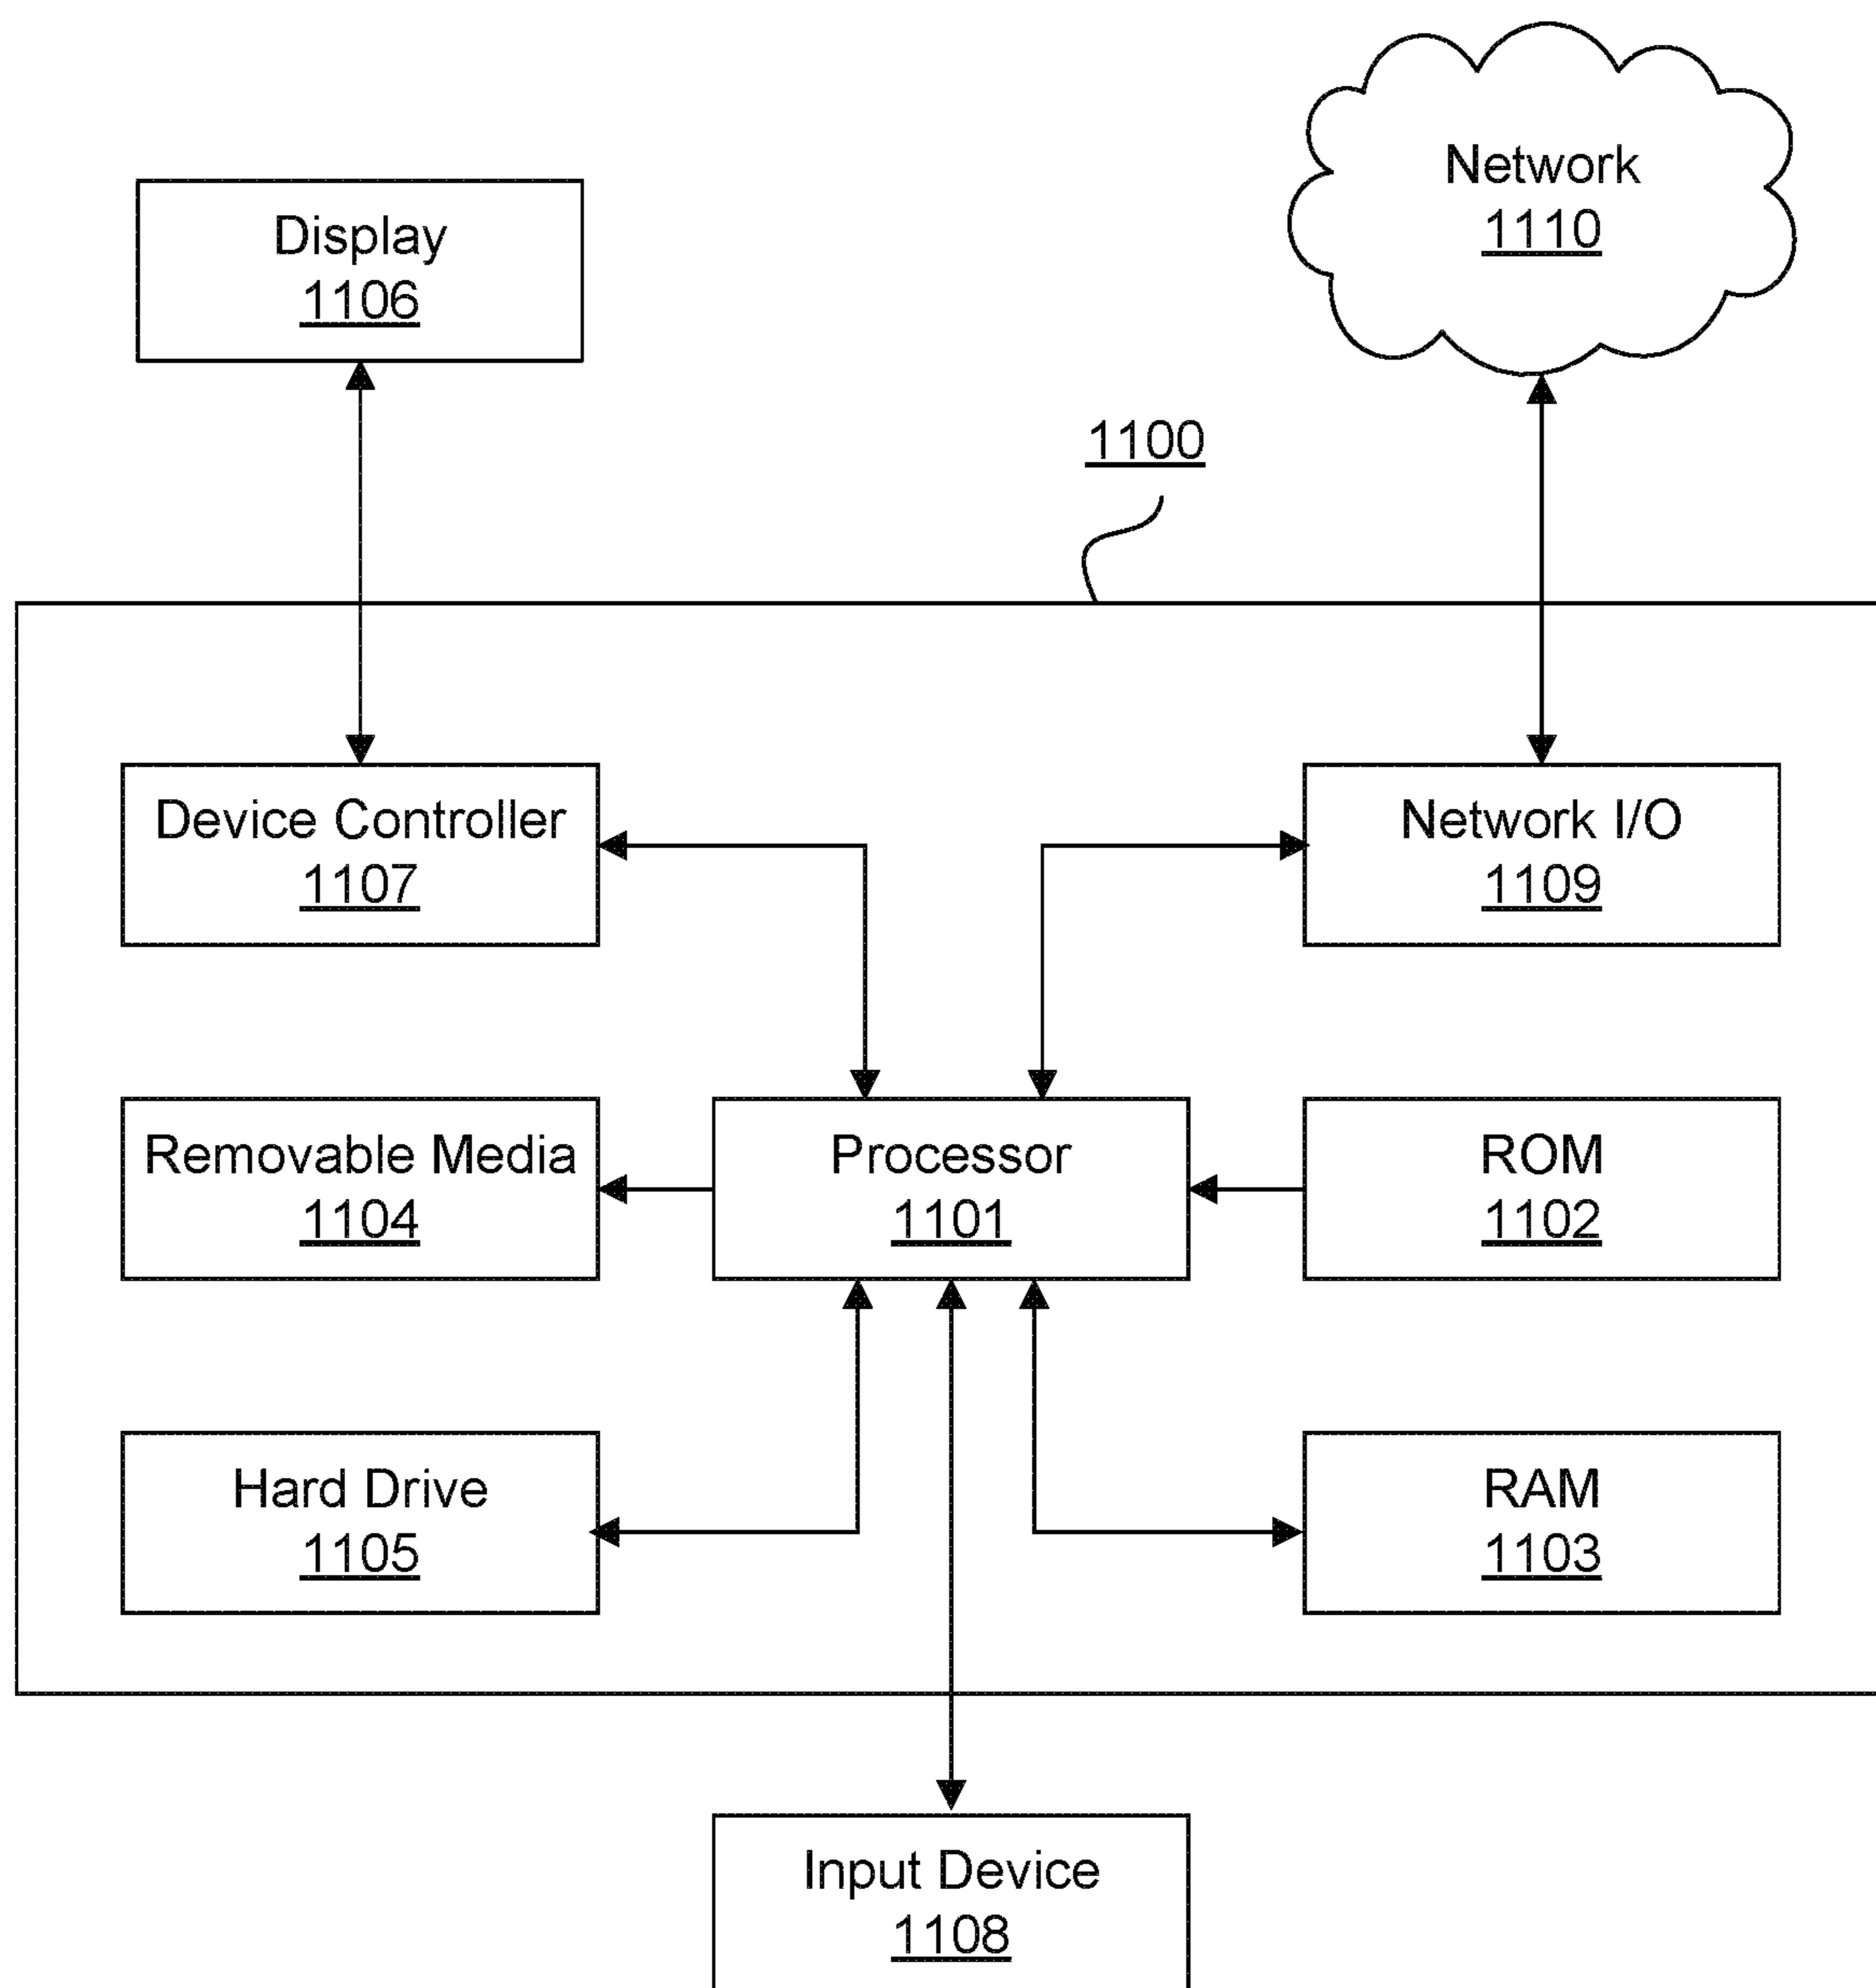 Network
1110
Display
1106
1100
Device Controller
1107
Network I/O
1109
Removable Media
1104
Processor
1101
ROM
1102
Hard Drive
1105
RAM
1103
Input Device
1108